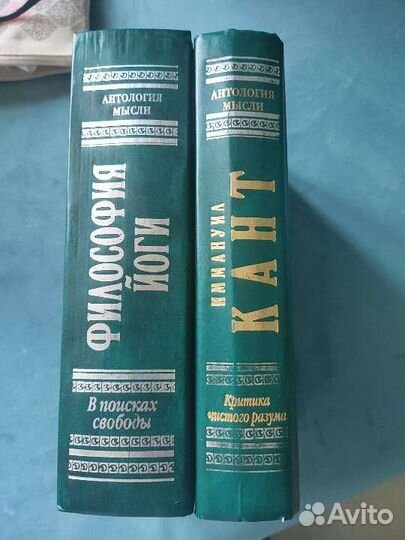 АНТОЛОГИЯ
МЫСЛИ
ФИЛОСОФИЯ
ЙОГИ
В поисках
свободы
АНТОЛОГИЯ
МЫСЛИ
ИММАНУИЛ
КАНТ
Критика
чистого разума
Avito